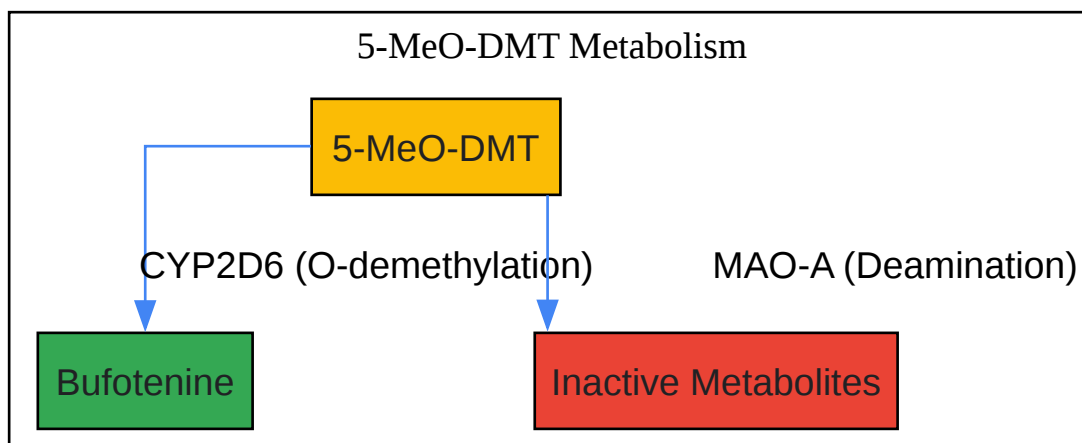 5-MeO-DMT Metabolism
5-MeO-DMT
CYP2D6 (O-demethylation)
MAO-A (Deamination)
Bufotenine
Inactive Metabolites